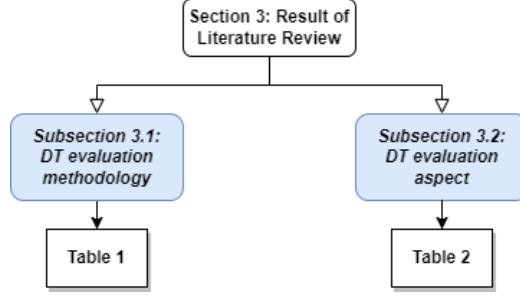 Section 3: Result of
Literature Review
Subsection 3.1:
DT evaluation
methodology
Subsection 3.2:
DT evaluation
aspect
Table 1
Table 2